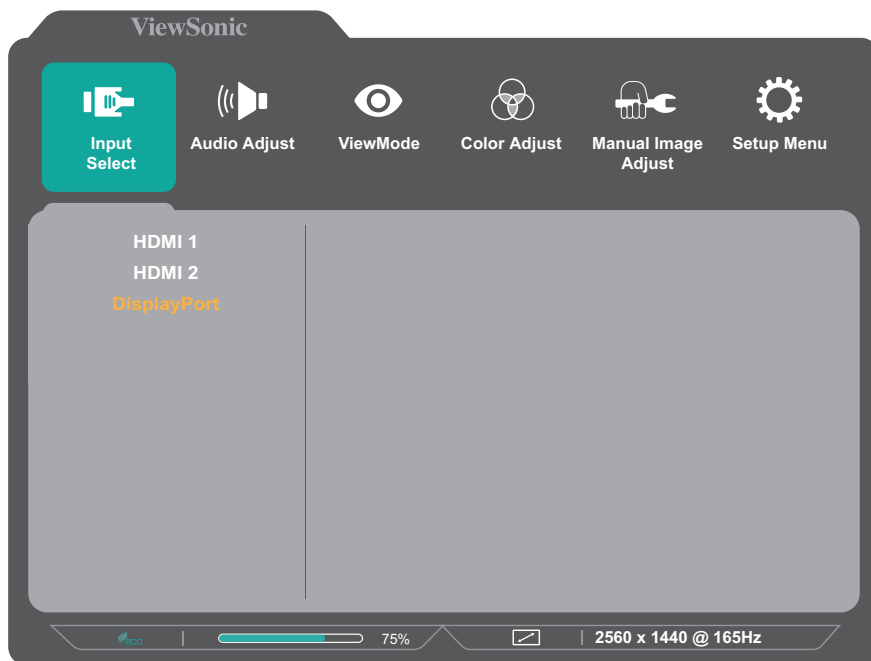 ViewSonic
Input
Select
Audio Adjust
ViewMode
Color Adjust
Manual Image
Adjust
Setup Menu
HDMI 1
HDMI 2
DisplayPort
eco
75%
2560 x 1440 @ 165Hz